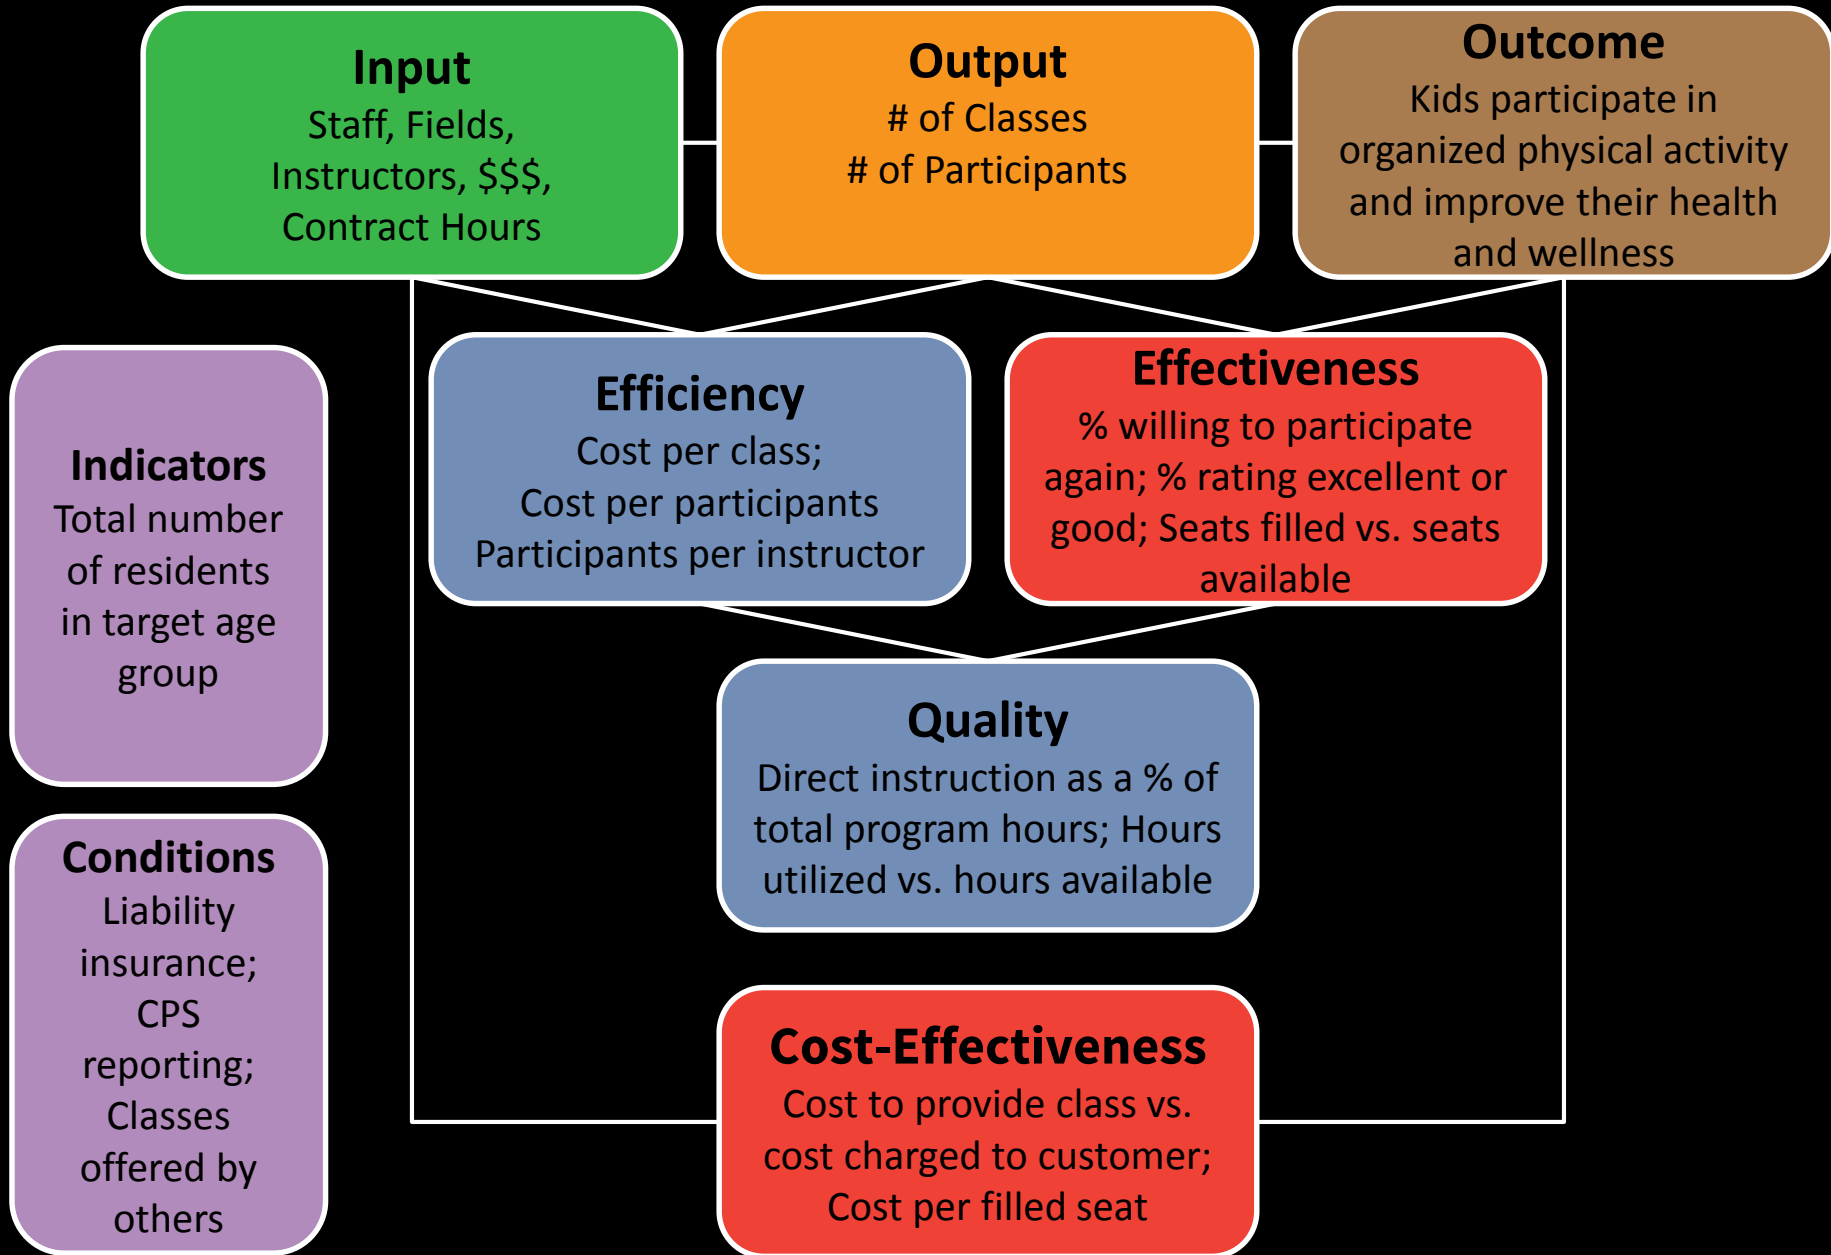 Input
Staff, Fields,
Instructors, $$$,
Contract Hours
Output
# of Classes
# of Participants
Outcome
Kids participate in
organized physical activity
and improve their health
and wellness
Indicators
Total number
of residents
in target age
group
Efficiency
Cost per class;
Cost per participants
Participants per instructor
Effectiveness
% willing to participate
again; % rating excellent or
good; Seats filled vs. seats
available
Quality
Direct instruction as a % of
total program hours; Hours
utilized vs. hours available
Conditions
Liability
insurance;
CPS
reporting;
Classes
offered by
others
Cost-Effectiveness
Cost to provide class vs.
cost charged to customer;
Cost per filled seat